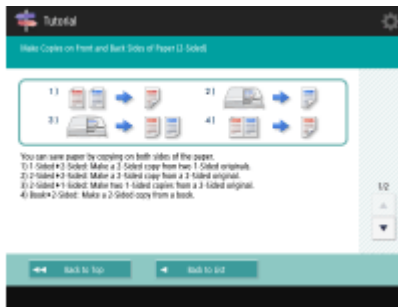 Tutorial
Make Copies on Front and Back Sides of Paper (2-Sided)
1)
2)
3)
4)
You can save paper by copying on both sides of the paper.
1) 1-Sided▸2-Sided: Make a 2-Sided copy from two 1-Sided originals.
2) 2-Sided▸2-Sided: Make a 2-Sided copy from a 2-Sided original.
3) 2-Sided▸1-Sided: Make two 1-Sided copies from a 2-Sided original.
4) Book▸2-Sided: Make a 2-Sided copy from a book.
1/2
Back to Top
Back to List